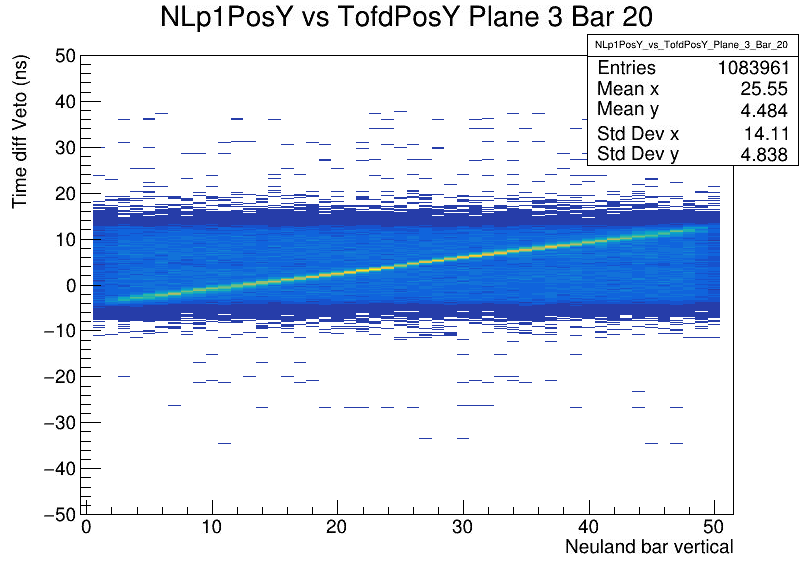 NLp1PosY vs TofdPosY Plane 3 Bar 20
NLp1PosY_vs_TofdPosY_Plane_3_Bar_20
Entries 1083961
Mean x 25.55
Mean y 4.484
Std Dev x 14.11
Std Dev y 4.838
Time diff Veto (ns)
50
40
30
20
10
0
−10
−20
−30
−40
−50
0 10 20 30 40 50
Neuland bar vertical